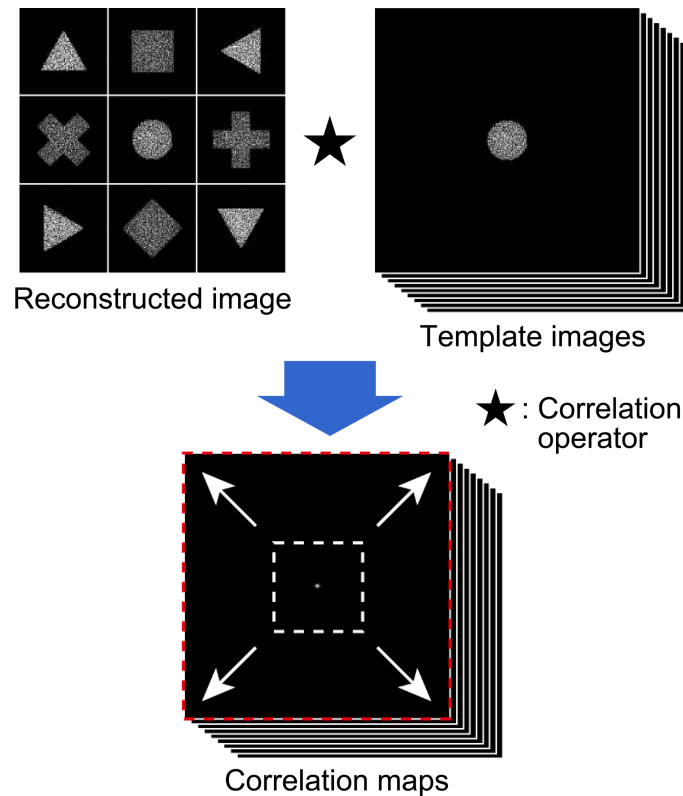 Reconstructed image
Template images
: Correlation
operator
Correlation maps